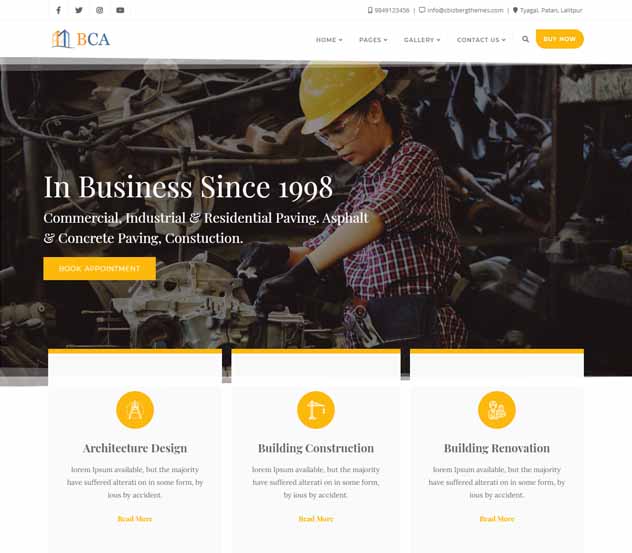 9849123456 | info@cbizbergthemes.com | Tyagal, Patan, Lalitpur
BCA
HOME PAGES GALLERY CONTACT US BUY NOW
In Business Since 1998
Commercial, Industrial & Residential Paving. Asphalt
& Concrete Paving, Constuction.
BOOK APPOINTMENT
Architecture Design
lorem Ipsum available, but the majority
have suffered alterati on in some form, by
ious by accident.
Read More
Building Construction
lorem Ipsum available, but the majority
have suffered alterati on in some form,
by ious by accident.
Read More
Building Renovation
lorem Ipsum available, but the majority
have suffered alterati on in some form, by
ious by accident.
Read More